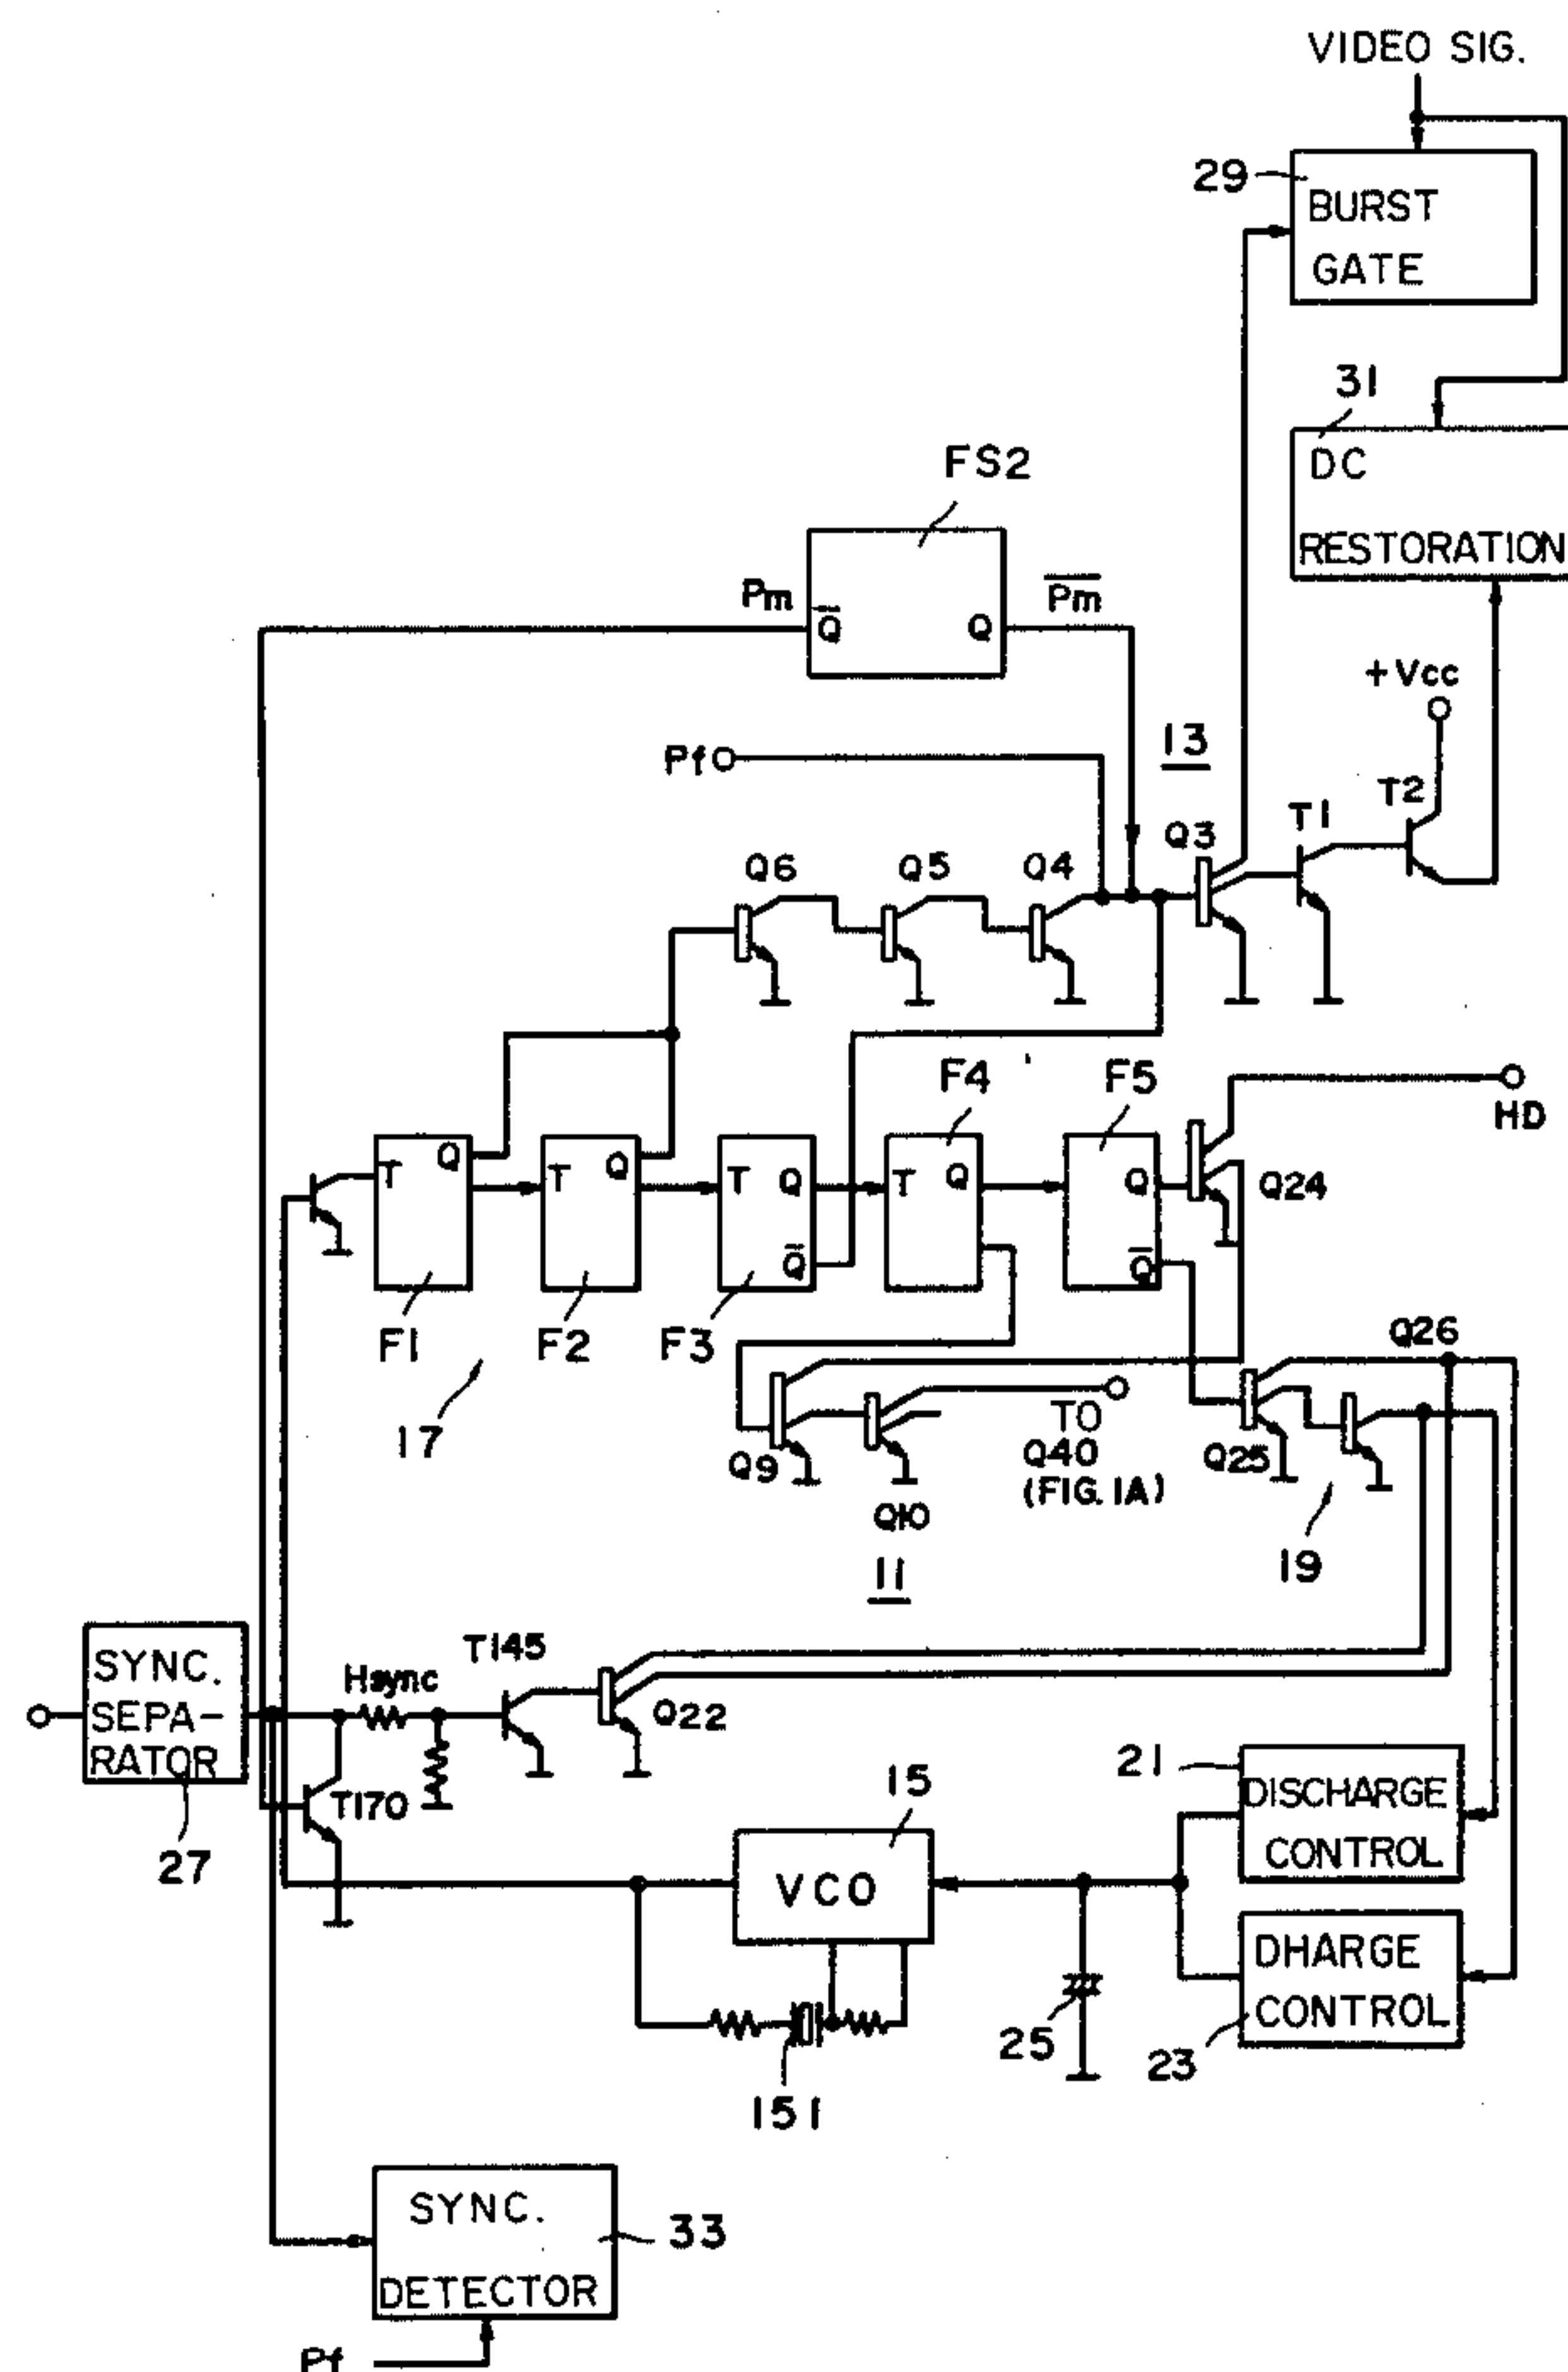 VIDEO SIG.
29
BURST
GATE
31
DC
RESTORATION
FS2
Pm
Q̅
Q
P̅m̅
+Vcc
Pf
13
Q6
Q5
Q4
Q3
T1
T2
F4
F5
HD
T
Q
T
Q
T
Q
Q̅
T
Q
Q
Q̅
Q24
F1
F2
F3
Q26
17
TO
Q40
(FIG. 1A)
Q9
Q10
Q25
19
11
SYNC.
SEPA-
RATOR
27
Hsync
T145
Q22
T170
15
VCO
21
DISCHARGE
CONTROL
DHARGE
CONTROL
23
25
151
SYNC.
DETECTOR
33
Pf